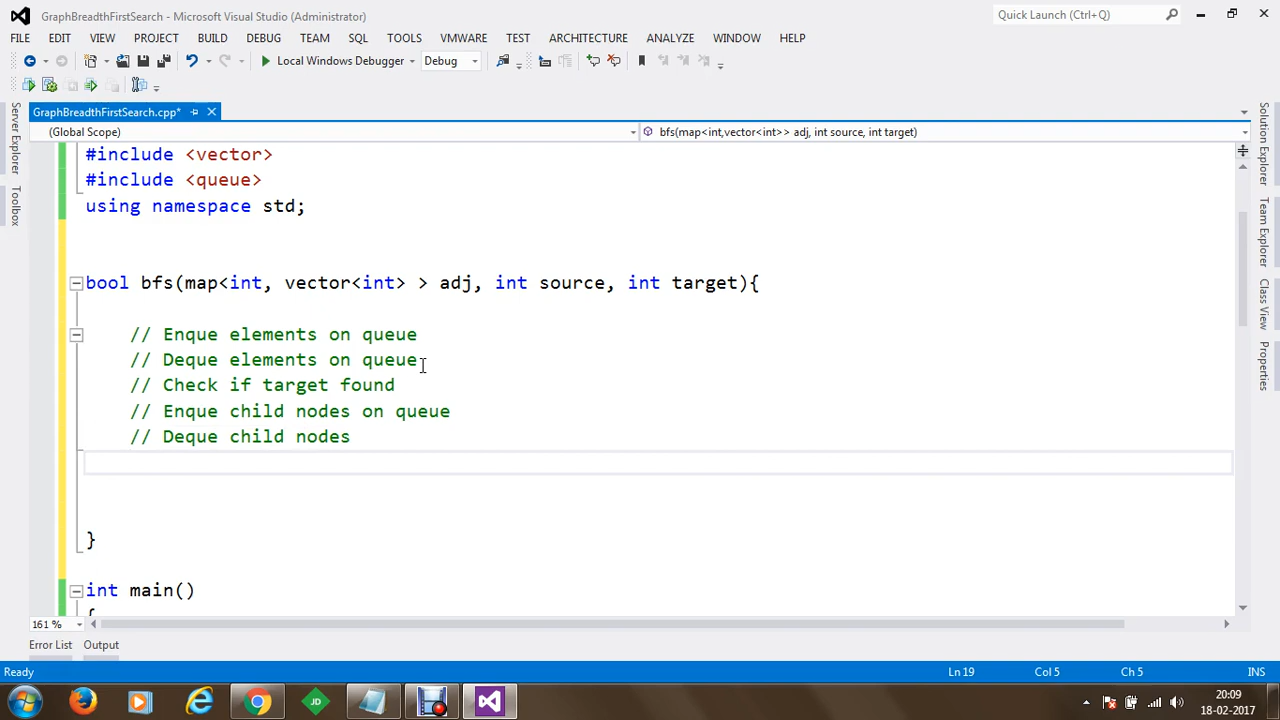 GraphBreadthFirstSearch - Microsoft Visual Studio (Administrator)
Quick Launch (Ctrl+Q)
FILE EDIT VIEW PROJECT BUILD DEBUG TEAM SQL TOOLS VMWARE TEST ARCHITECTURE ANALYZE WINDOW HELP
Local Windows Debugger Debug
GraphBreadthFirstSearch.cpp*
(Global Scope) bfs(map<int,vector<int>> adj, int source, int target)
#include <vector>
#include <queue>
using namespace std;
bool bfs(map<int, vector<int> > adj, int source, int target){
// Enque elements on queue
// Deque elements on queue
// Check if target found
// Enque child nodes on queue
// Deque child nodes
}
int main()
{
161 %
Error List Output
Ready Ln 19 Col 5 Ch 5 INS
Server Explorer
Toolbox
Solution Explorer
Team Explorer
Class View
Properties
JD
20:09
18-02-2017